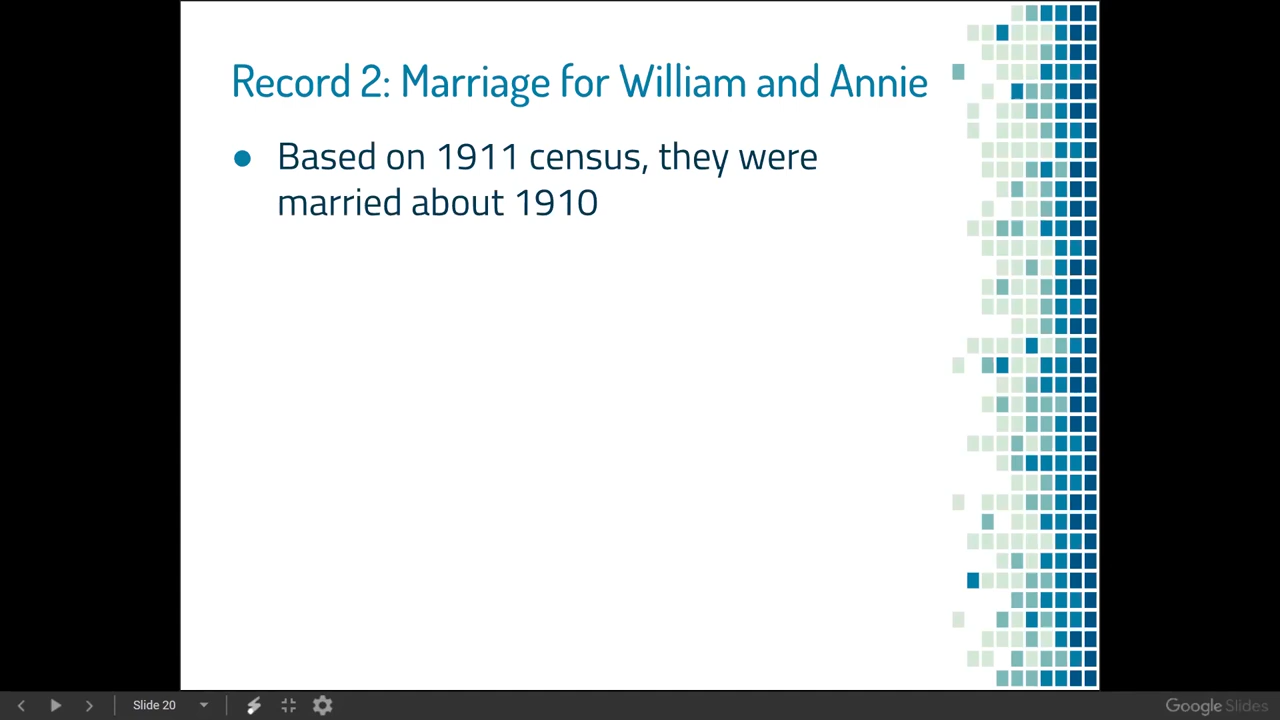 Record 2: Marriage for William and Annie
● Based on 1911 census, they were
married about 1910
Slide 20
Google Slides